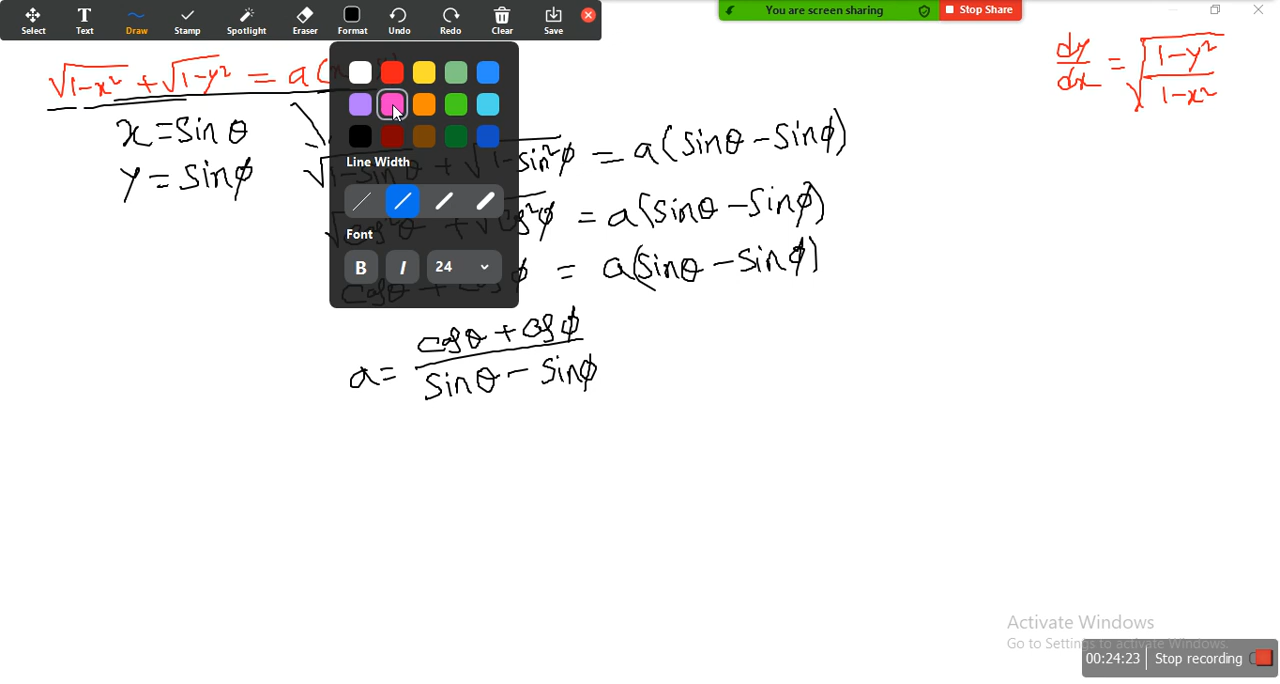 Select Text Draw Stamp Spotlight Eraser Format Undo Redo Clear Save
You are screen sharing Stop Share
√1-x² + √1-y² = a(
dy/dx = √(1-y²/1-x²)
x = sin θ
y = sin φ
= a(sinθ - sinφ)
Line Width
= a(sinθ - sinφ)
Font
B I 24
= a(sinθ - sinφ)
a = cosθ + cosφ / sinθ - sinφ
Activate Windows
Go to Settings to activate Windows.
00:24:23 Stop recording